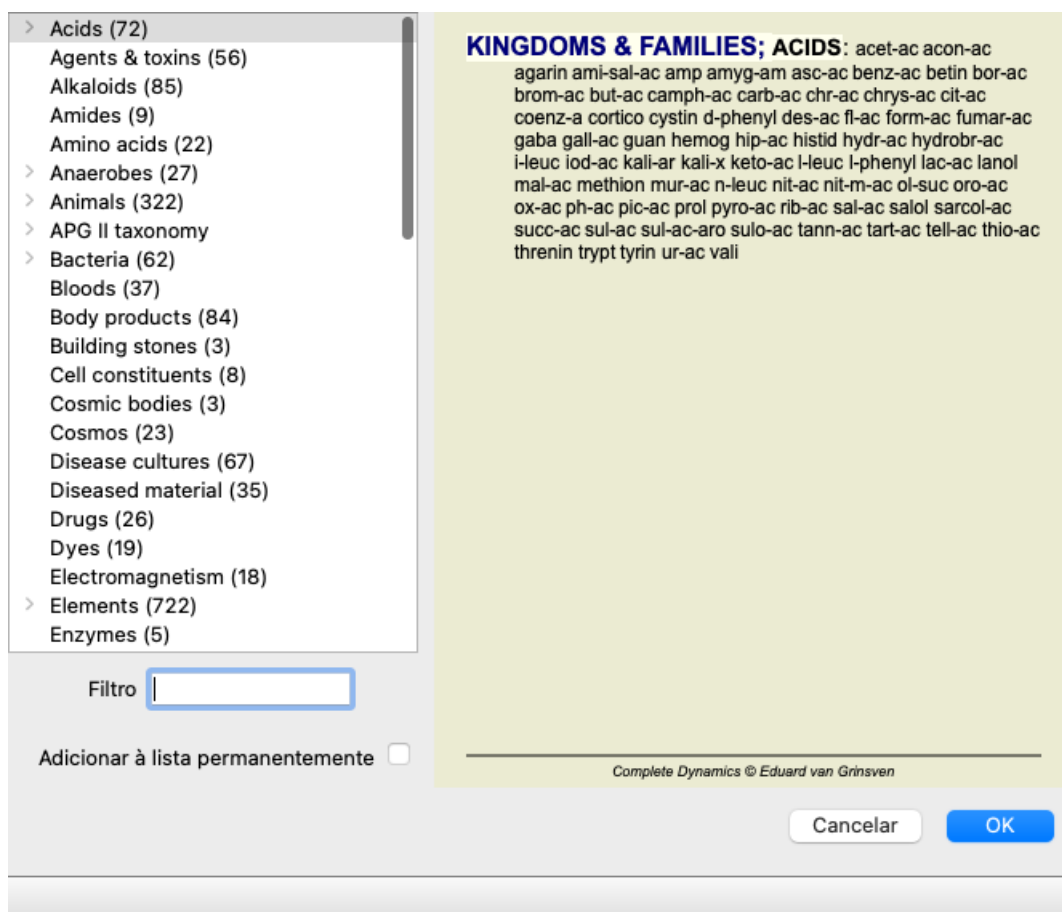 Acids (72)
Agents & toxins (56)
Alkaloids (85)
Amides (9)
Amino acids (22)
Anaerobes (27)
Animals (322)
APG II taxonomy
Bacteria (62)
Bloods (37)
Body products (84)
Building stones (3)
Cell constituents (8)
Cosmic bodies (3)
Cosmos (23)
Disease cultures (67)
Diseased material (35)
Drugs (26)
Dyes (19)
Electromagnetism (18)
Elements (722)
Enzymes (5)
Filtro
Adicionar à lista permanentemente
KINGDOMS & FAMILIES; ACIDS: acet-ac acon-ac
agarin ami-sal-ac amp amyg-am asc-ac benz-ac betin bor-ac
brom-ac but-ac camph-ac carb-ac chr-ac chrys-ac cit-ac
coenz-a cortico cystin d-phenyl des-ac fl-ac form-ac fumar-ac
gaba gall-ac guan hemog hip-ac histid hydr-ac hydrobr-ac
i-leuc iod-ac kali-ar kali-x keto-ac l-leuc l-phenyl lac-ac lanol
mal-ac methion mur-ac n-leuc nit-ac nit-m-ac ol-suc oro-ac
ox-ac ph-ac pic-ac prol pyro-ac rib-ac sal-ac salol sarcol-ac
succ-ac sul-ac sul-ac-aro sulo-ac tann-ac tart-ac tell-ac thio-ac
threnin trypt tyrin ur-ac vali
Complete Dynamics © Eduard van Grinsven
Cancelar
OK